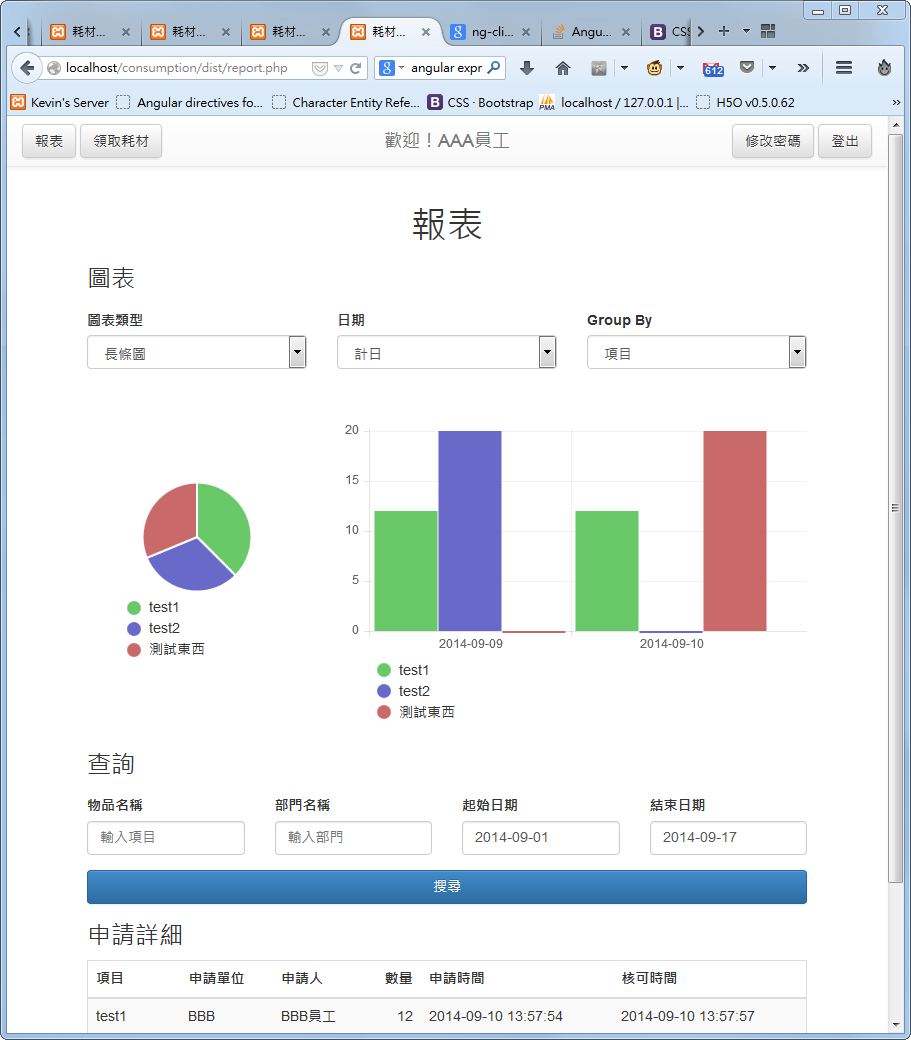 耗材... 耗材... 耗材... 耗材... ng-cli... Angu... CSS
localhost/consumption/dist/report.php angular expr 612
Kevin's Server Angular directives fo... Character Entity Refe... CSS · Bootstrap localhost / 127.0.0.1 |... H5O v0.5.0.62
報表 領取耗材 歡迎！AAA員工 修改密碼 登出
報表
圖表
圖表類型 日期 Group By
長條圖 計日 項目
20
15
10
5
0
2014-09-09 2014-09-10
test1
test2
測試東西
test1
test2
測試東西
查詢
物品名稱 部門名稱 起始日期 結束日期
輸入項目 輸入部門 2014-09-01 2014-09-17
搜尋
申請詳細
項目 申請單位 申請人 數量 申請時間 核可時間
test1 BBB BBB員工 12 2014-09-10 13:57:54 2014-09-10 13:57:57